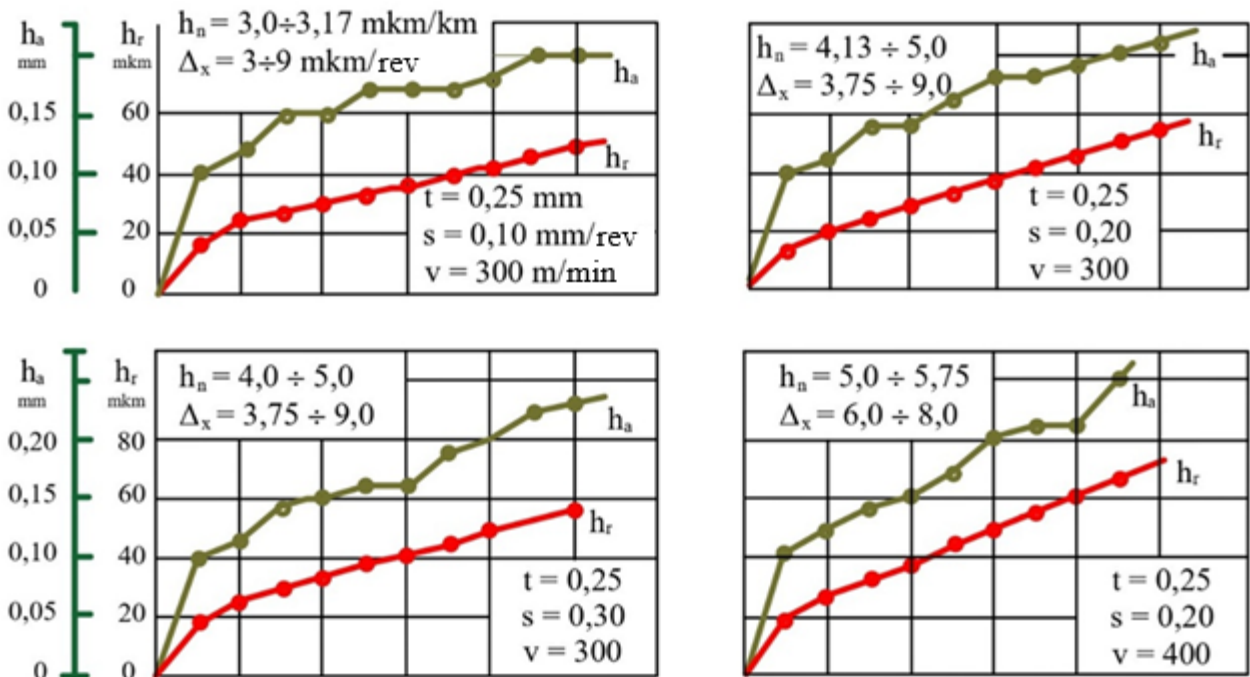 hₐ
mm
0,15
0,10
0,05
0
hᵣ
mkm
60
40
20
0
hₙ = 3,0÷3,17 mkm/km
Δₓ = 3÷9 mkm/rev
hₐ
hᵣ
t = 0,25 mm
s = 0,10 mm/rev
v = 300 m/min
hₙ = 4,13 ÷ 5,0
Δₓ = 3,75 ÷ 9,0
hₐ
hᵣ
t = 0,25
s = 0,20
v = 300
hₐ
mm
0,20
0,15
0,10
0,05
0
hᵣ
mkm
80
60
40
20
0
hₙ = 4,0 ÷ 5,0
Δₓ = 3,75 ÷ 9,0
hₐ
hᵣ
t = 0,25
s = 0,30
v = 300
hₙ = 5,0 ÷ 5,75
Δₓ = 6,0 ÷ 8,0
hₐ
hᵣ
t = 0,25
s = 0,20
v = 400